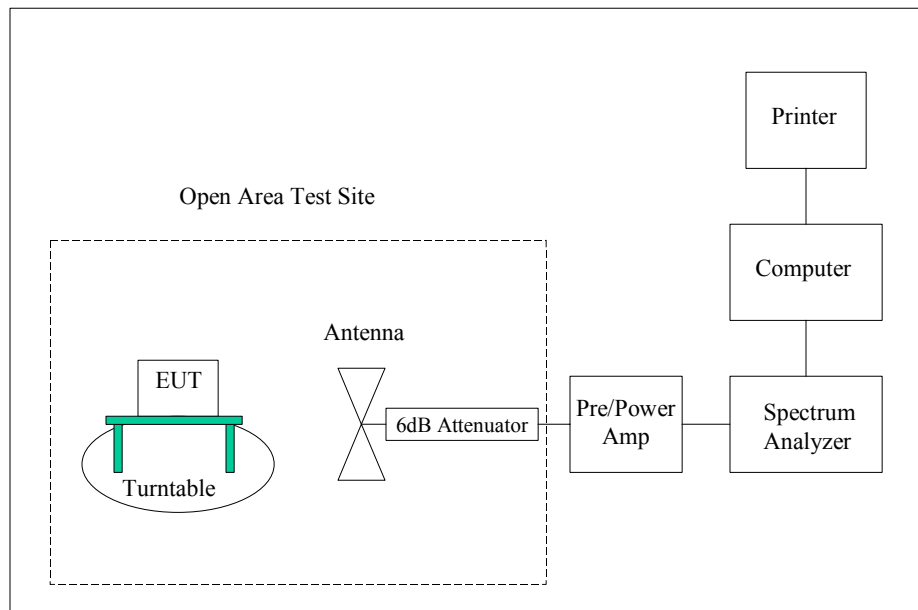 Printer
Open Area Test Site
Computer
Antenna
EUT
6dB Attenuator
Pre/Power
Amp
Spectrum
Analyzer
Turntable